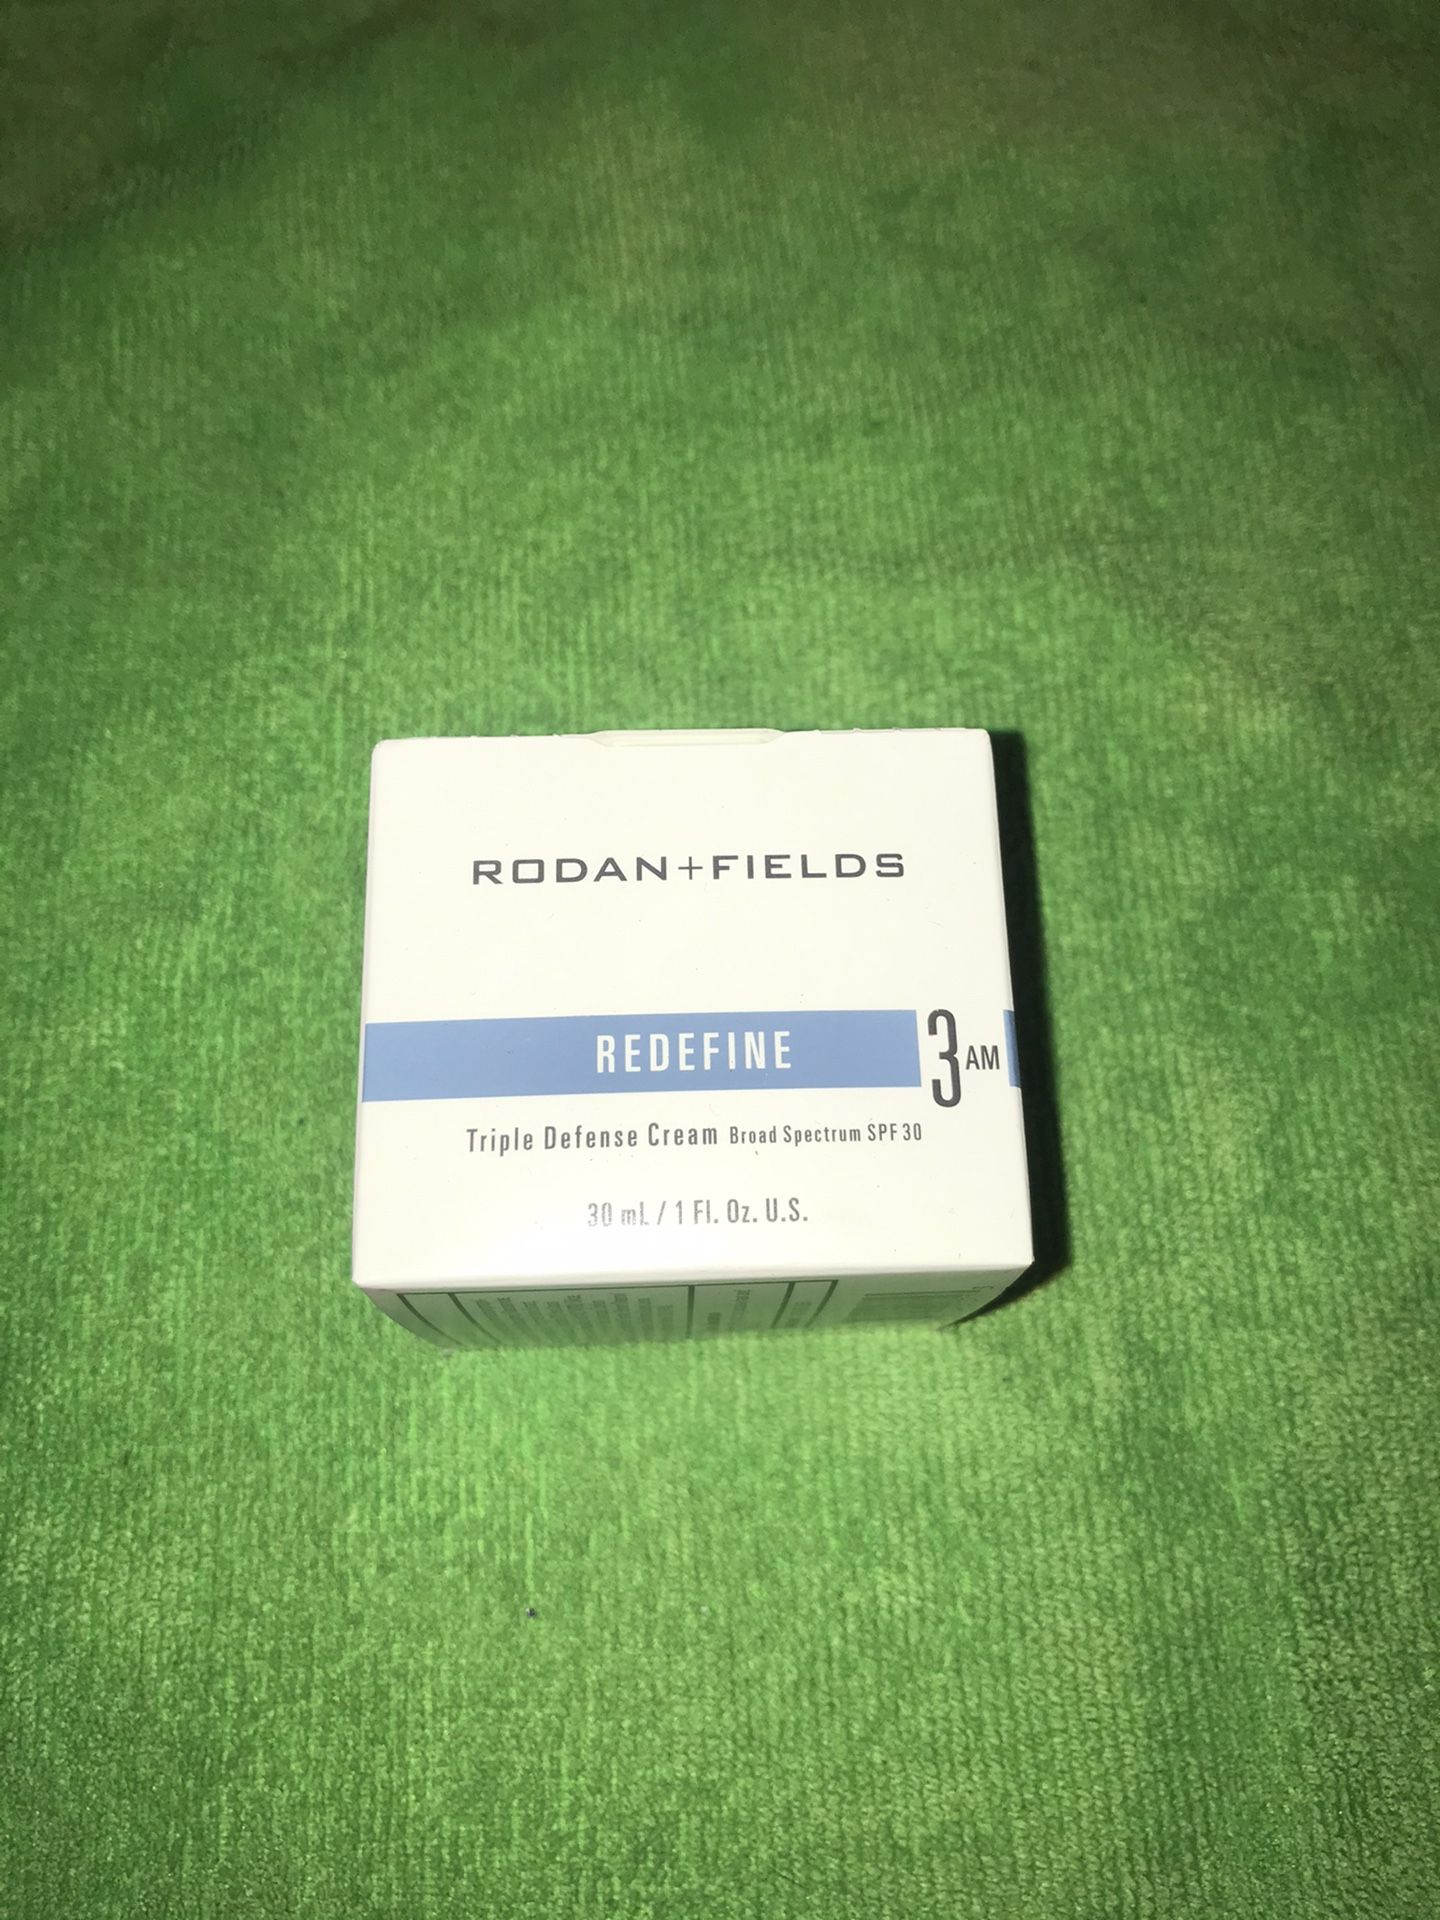 RODAN+FIELDS
REDEFINE 3 AM
Triple Defense Cream Broad Spectrum SPF 30
30 mL / 1 Fl. Oz. U.S.